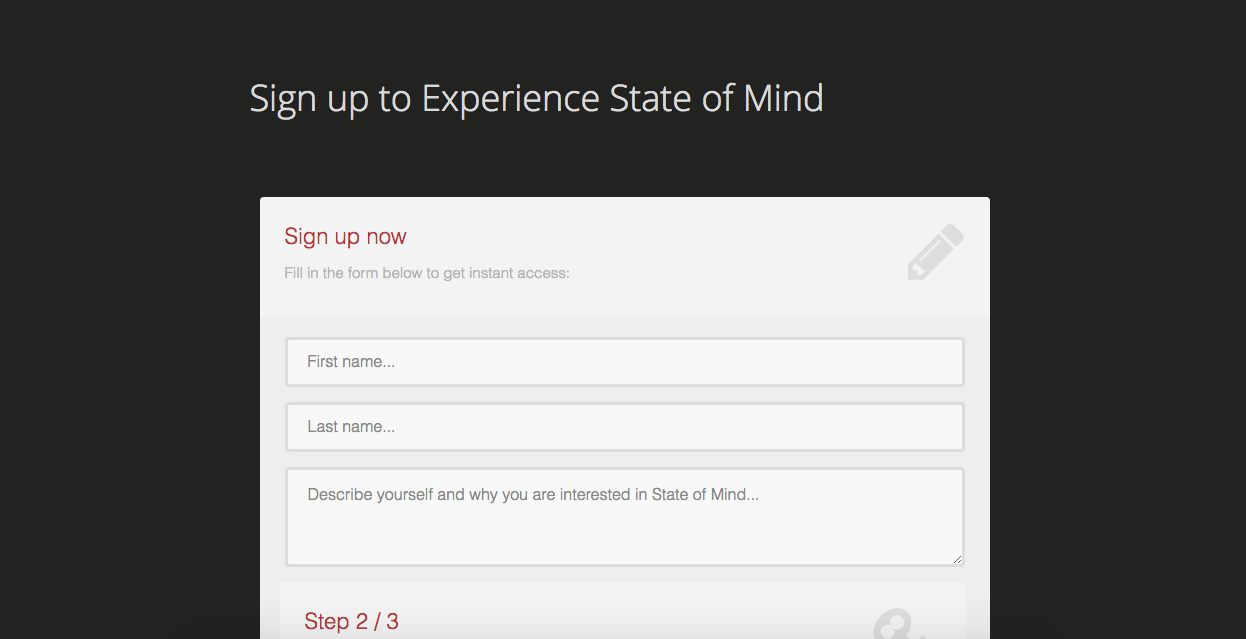 Sign up to Experience State of Mind
Sign up now
Fill in the form below to get instant access:
First name...
Last name...
Describe yourself and why you are interested in State of Mind...
Step 2 / 3